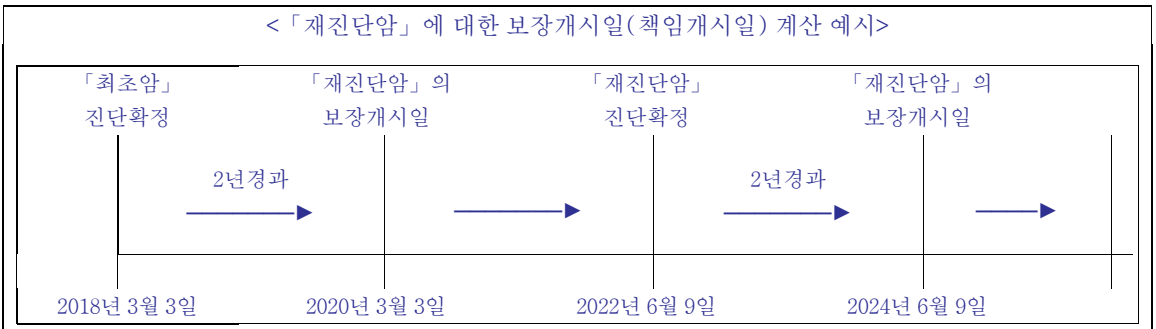 <「재진단암」에 대한 보장개시일(책임개시일) 계산 예시>
「최초암」 「재진단암」의 「재진단암」 「재진단암」의
진단확정 보장개시일 진단확정 보장개시일
2년경과 2년경과
2018년 3월 3일 2020년 3월 3일 2022년 6월 9일 2024년 6월 9일